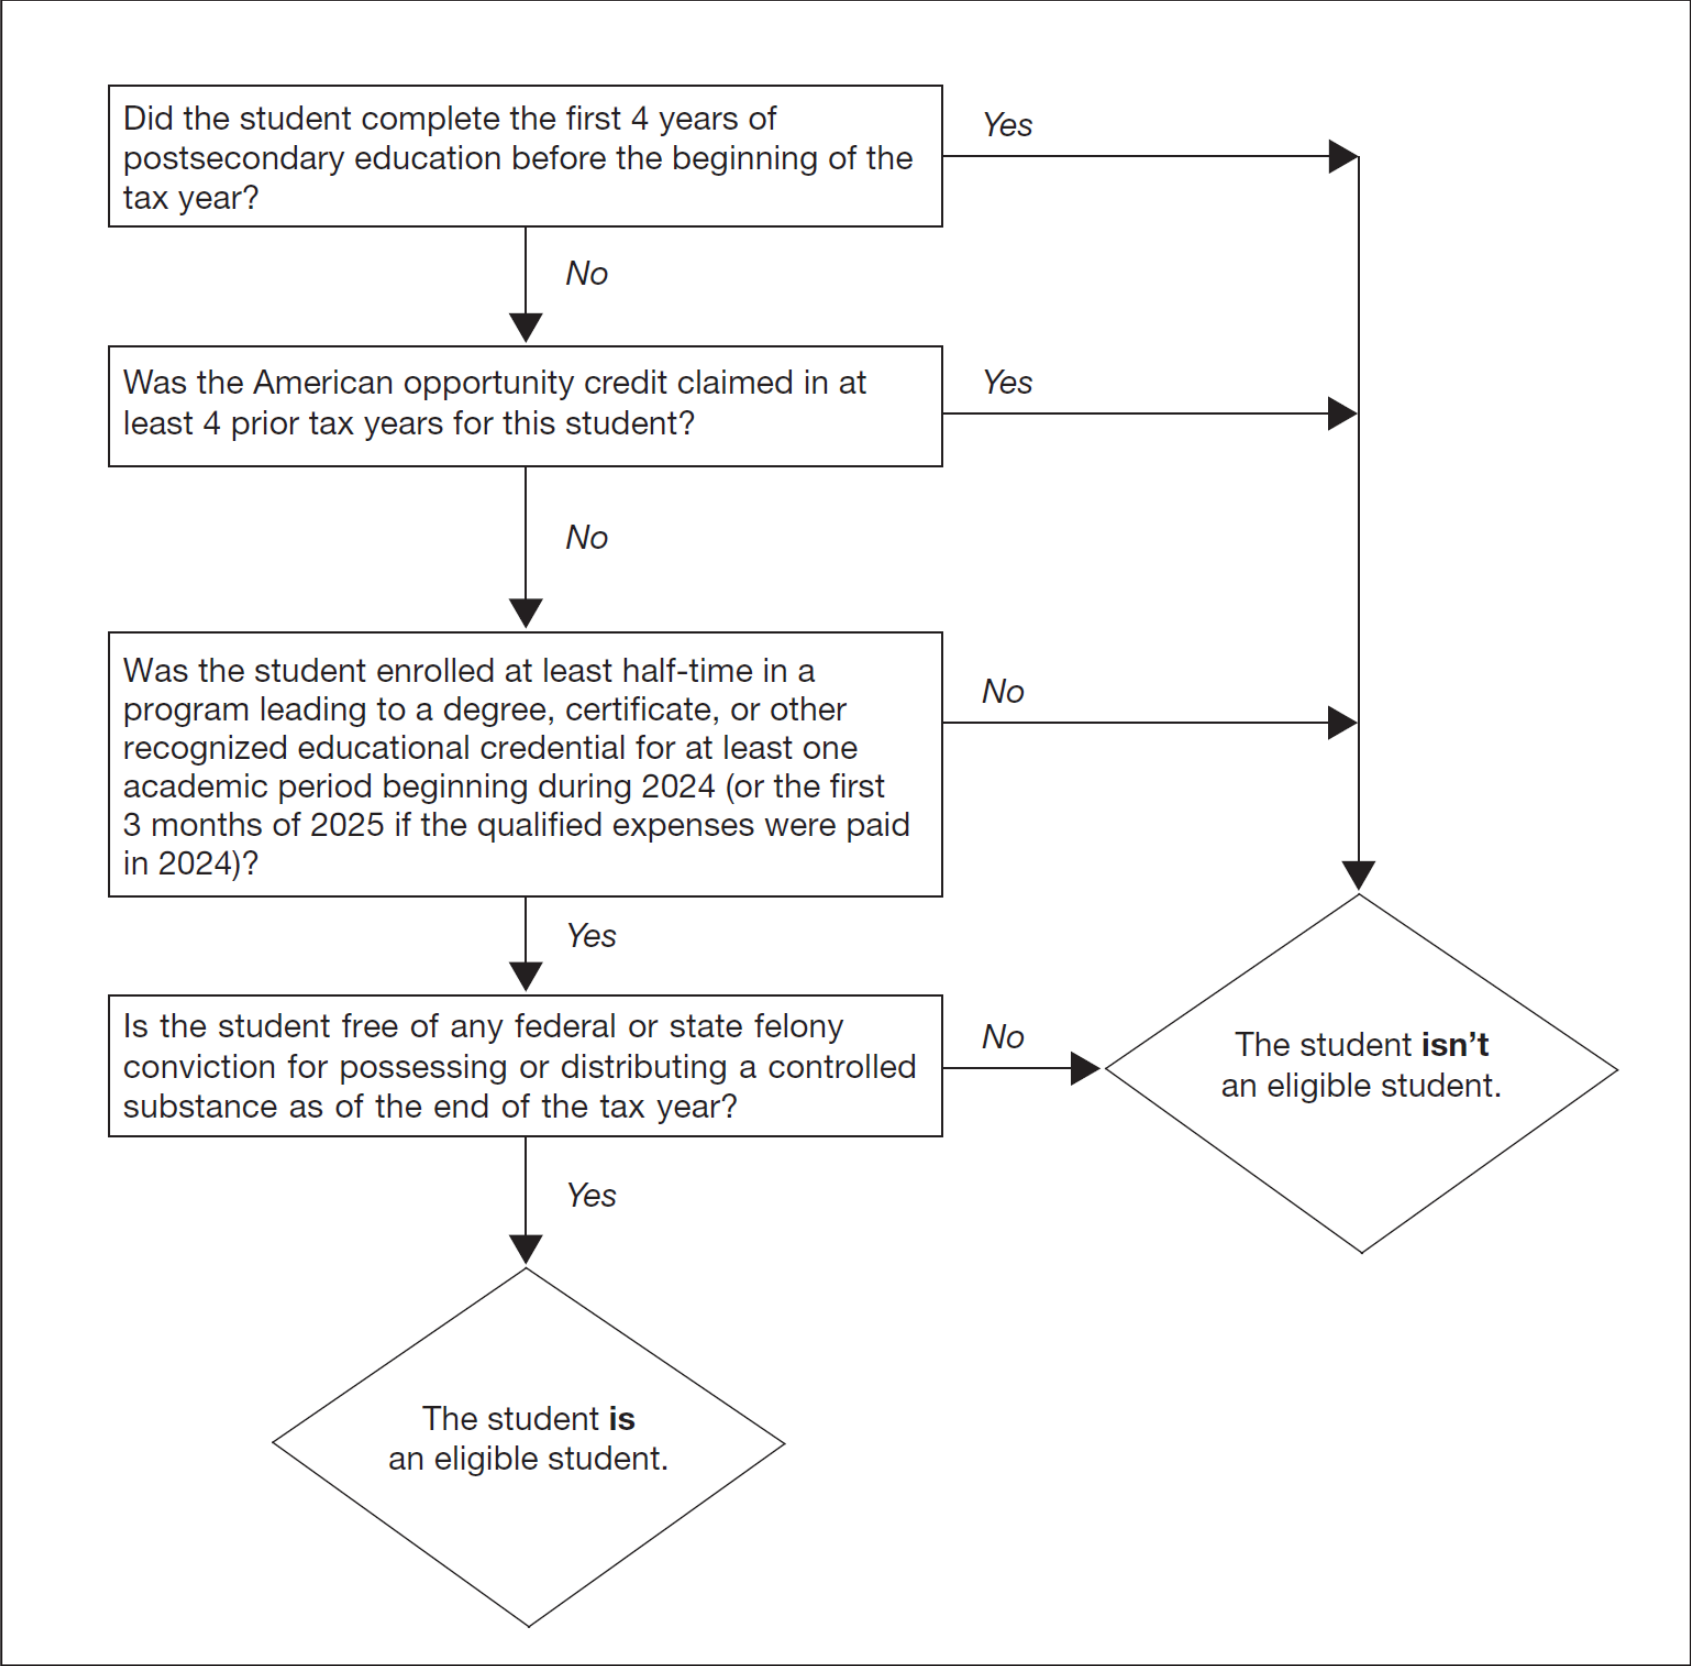 Did the student complete the first 4 years of
postsecondary education before the beginning of the
tax year?
Yes
No
Was the American opportunity credit claimed in at
least 4 prior tax years for this student?
Yes
No
Was the student enrolled at least half-time in a
program leading to a degree, certificate, or other
recognized educational credential for at least one
academic period beginning during 2024 (or the first
3 months of 2025 if the qualified expenses were paid
in 2024)?
No
Yes
Is the student free of any federal or state felony
conviction for possessing or distributing a controlled
substance as of the end of the tax year?
No
The student isn’t
an eligible student.
Yes
The student is
an eligible student.